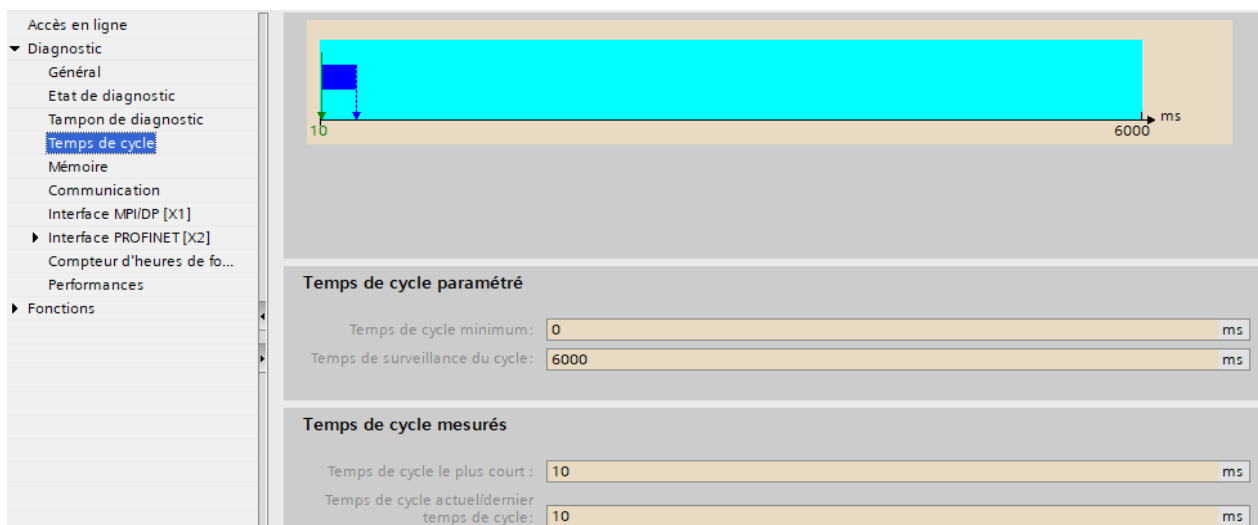 Accès en ligne
Diagnostic
Général
Etat de diagnostic
Tampon de diagnostic
Temps de cycle
Mémoire
Communication
Interface MPI/DP [X1]
Interface PROFINET [X2]
Compteur d'heures de fo...
Performances
Fonctions
ms
10
6000
Temps de cycle paramétré
Temps de cycle minimum: 0 ms
Temps de surveillance du cycle: 6000 ms
Temps de cycle mesurés
Temps de cycle le plus court : 10 ms
Temps de cycle actuel/dernier
temps de cycle: 10 ms